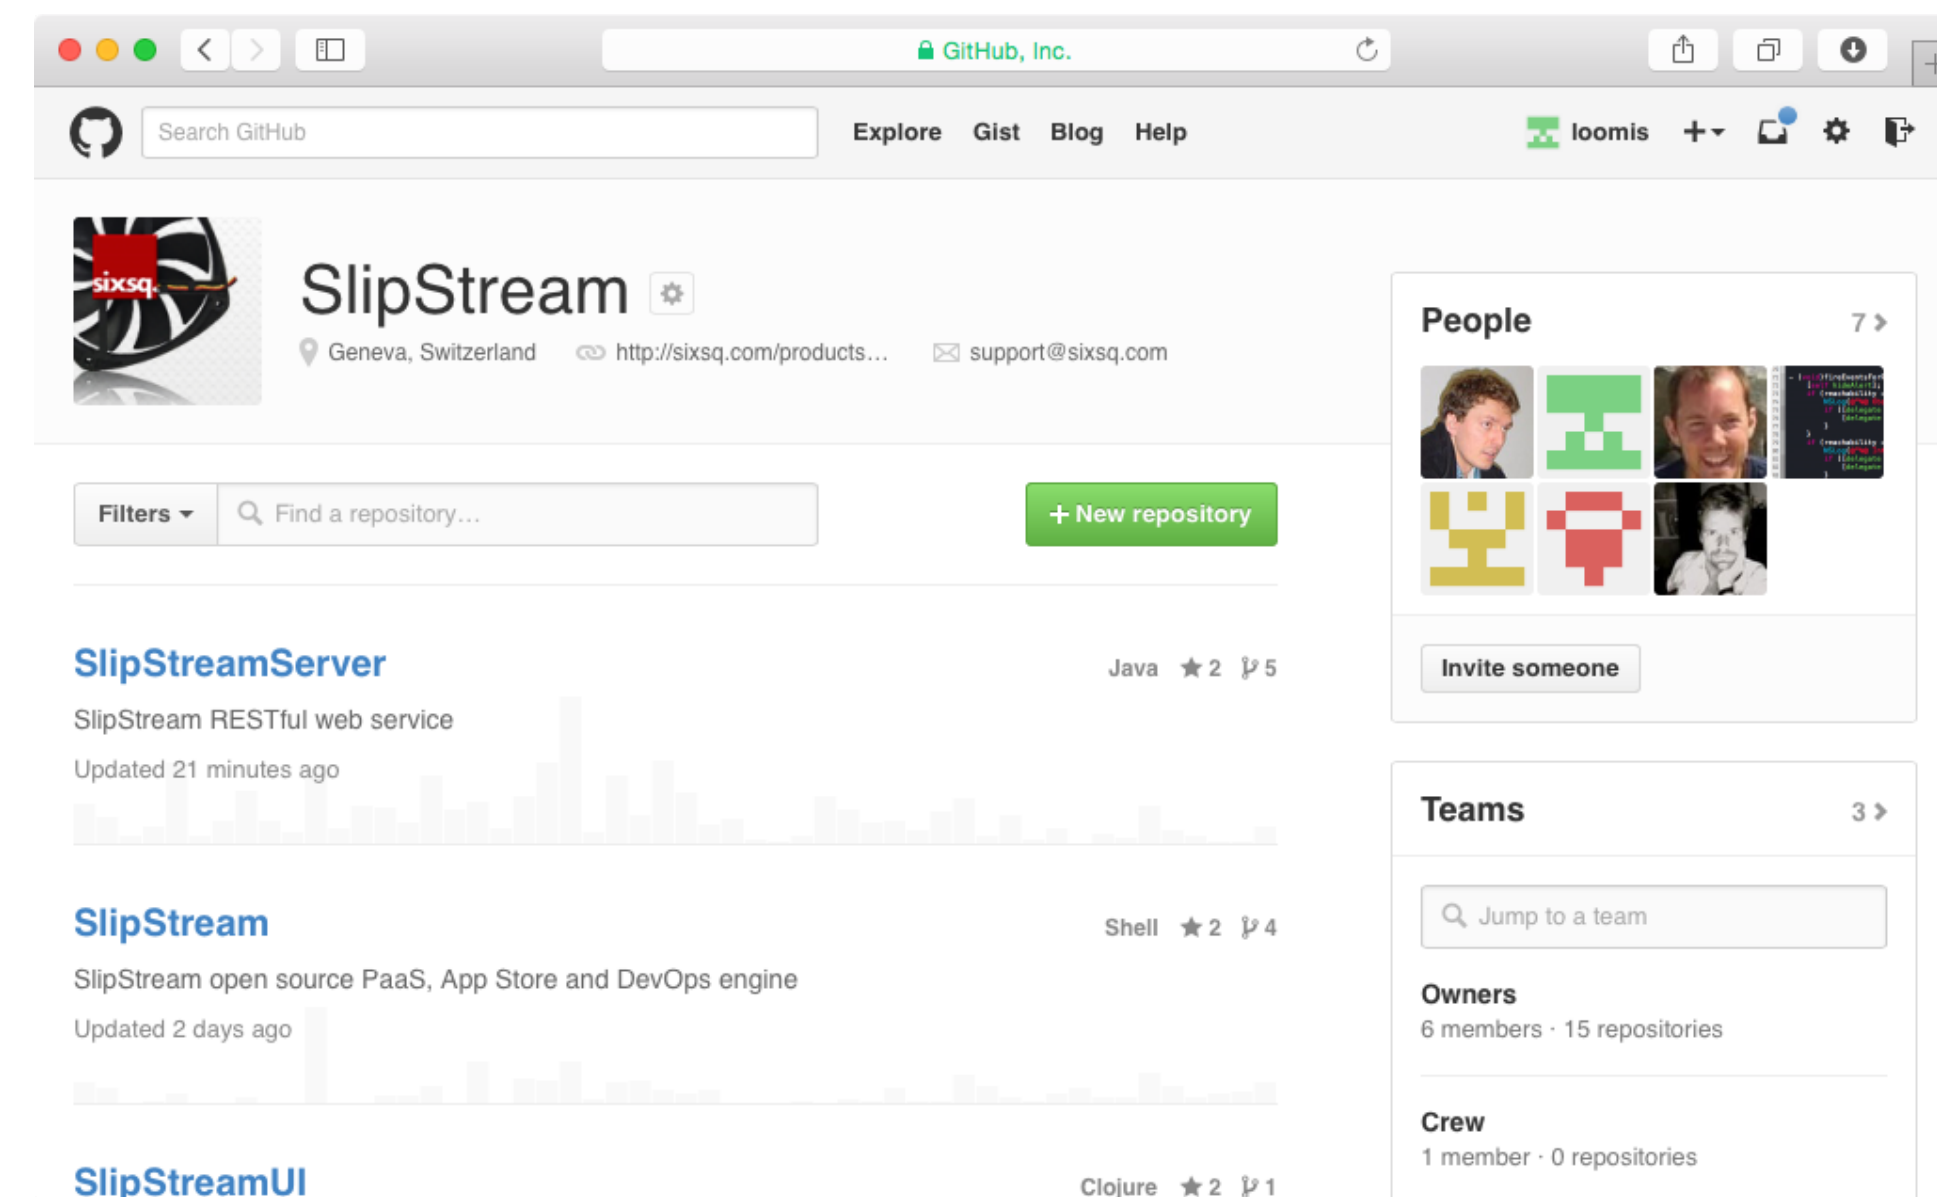 GitHub, Inc.
Search GitHub
Explore Gist Blog Help
loomis
sixsq.
SlipStream
Geneva, Switzerland http://sixsq.com/products… support@sixsq.com
People 7
Filters Find a repository… + New repository
Invite someone
SlipStreamServer Java 2 5
SlipStream RESTful web service
Updated 21 minutes ago
Teams 3
Jump to a team
SlipStream Shell 2 4
SlipStream open source PaaS, App Store and DevOps engine
Updated 2 days ago
Owners
6 members · 15 repositories
Crew
1 member · 0 repositories
SlipStreamUI Clojure 2 1